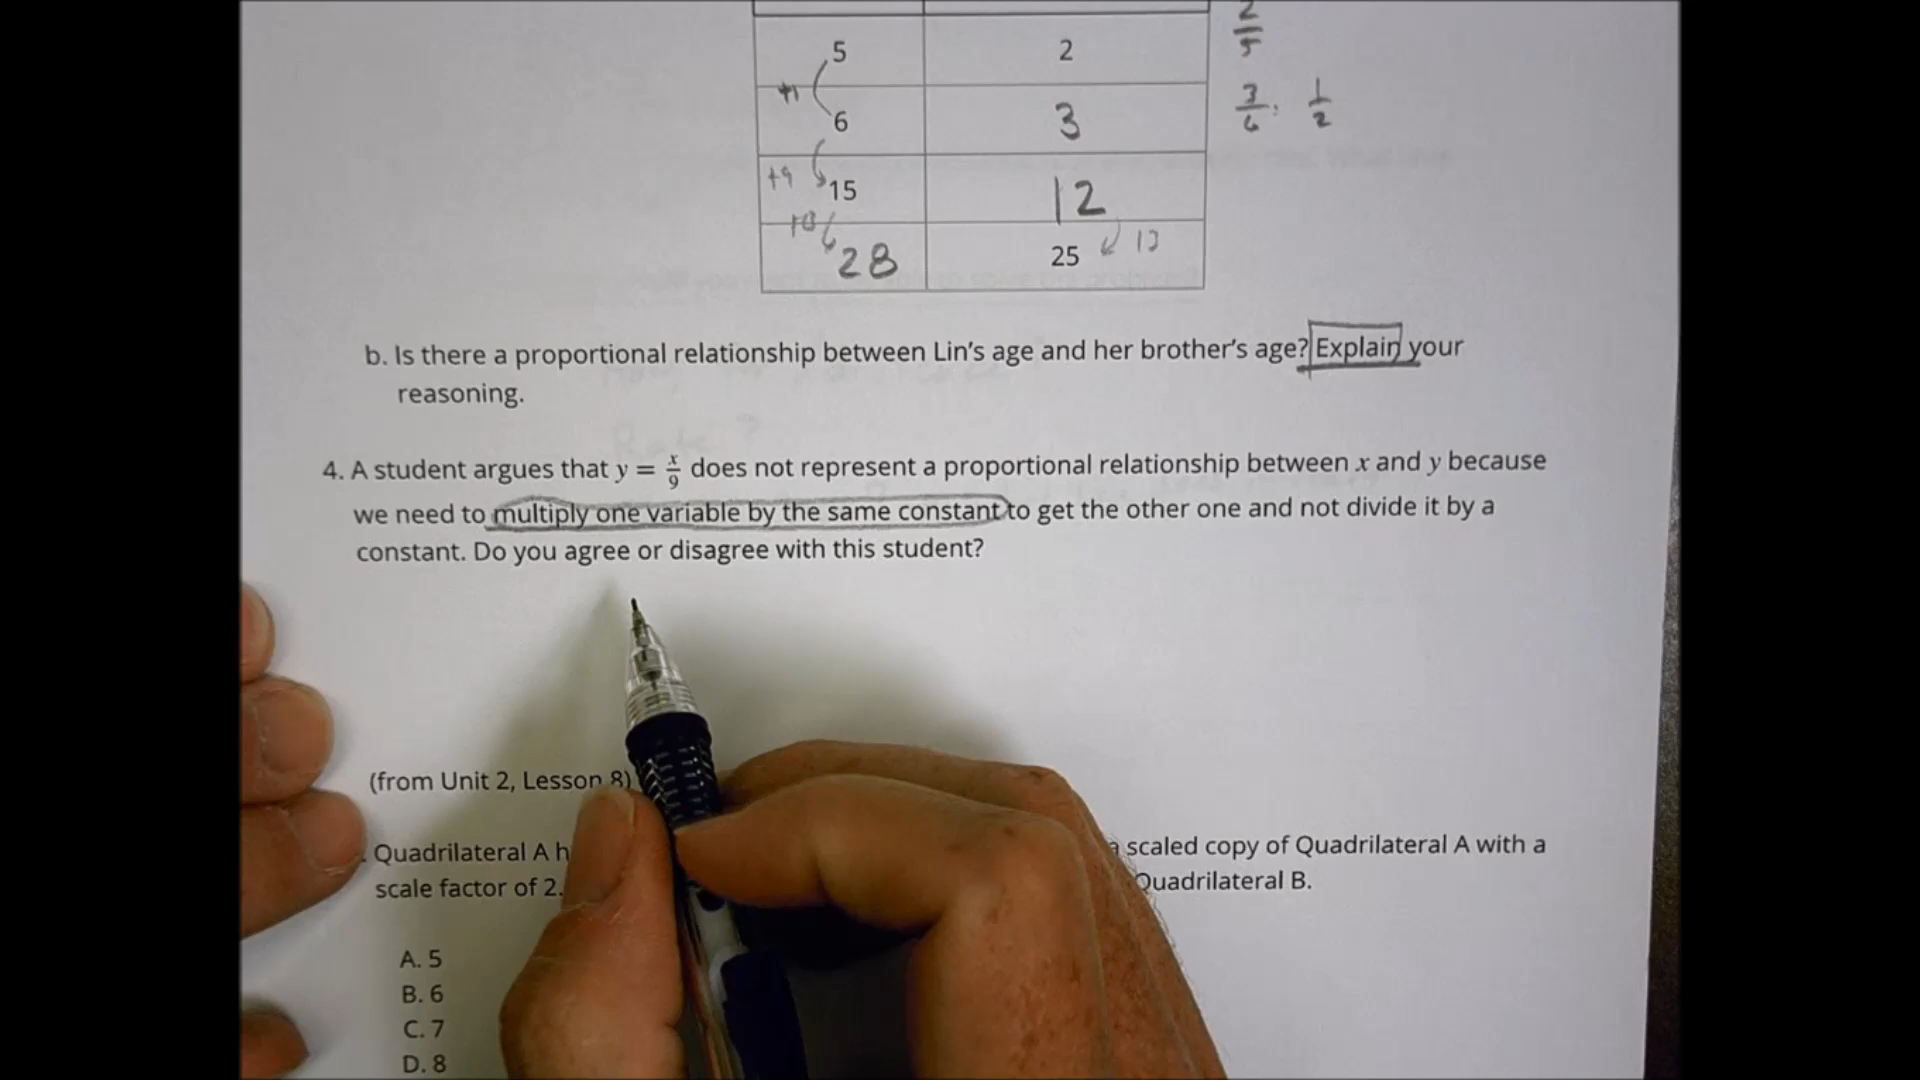 2/5
5 2
+1
6 3 3/6 : 1/2
+9
15 12
28 25 13
b. Is there a proportional relationship between Lin's age and her brother's age? Explain your
reasoning.
4. A student argues that y = x/9 does not represent a proportional relationship between x and y because
we need to multiply one variable by the same constant to get the other one and not divide it by a
constant. Do you agree or disagree with this student?
(from Unit 2, Lesson 8)
Quadrilateral A h a scaled copy of Quadrilateral A with a
scale factor of 2. Quadrilateral B.
A. 5
B. 6
C. 7
D. 8